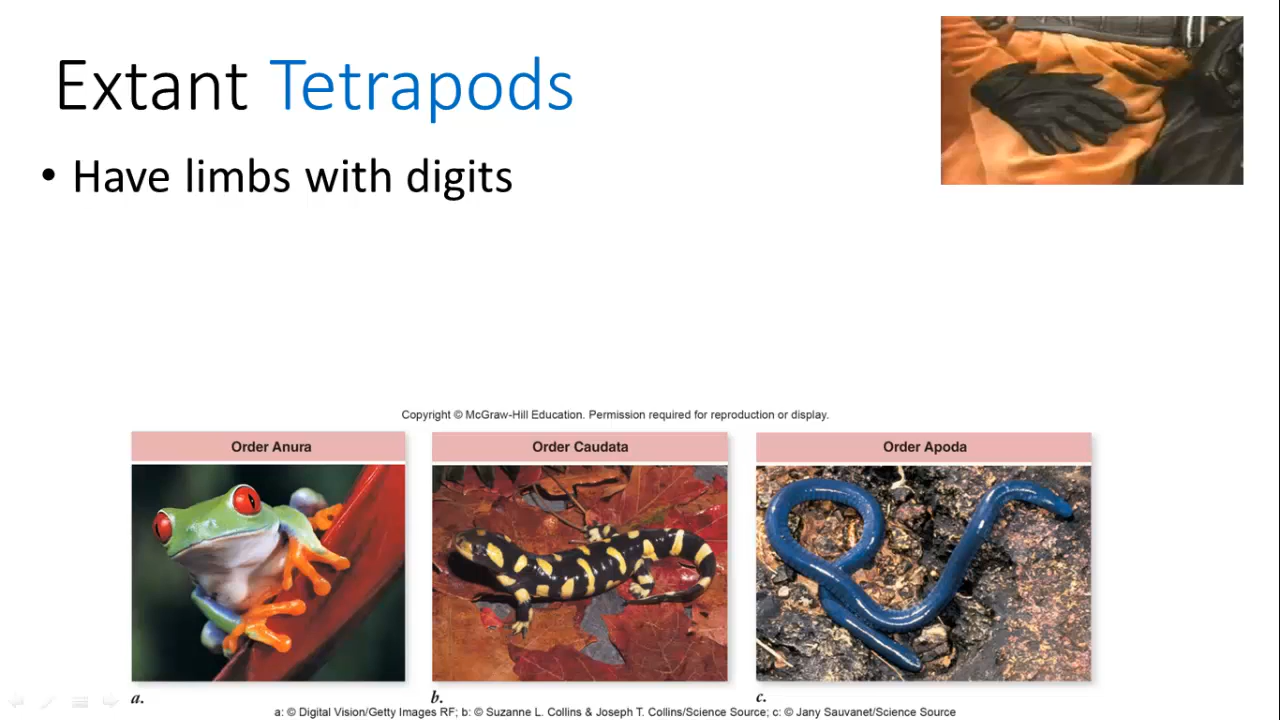 Extant Tetrapods
• Have limbs with digits
Copyright © McGraw-Hill Education. Permission required for reproduction or display.
Order Anura
Order Caudata
Order Apoda
a.
b.
c.
a: © Digital Vision/Getty Images RF; b: © Suzanne L. Collins & Joseph T. Collins/Science Source; c: © Jany Sauvanet/Science Source